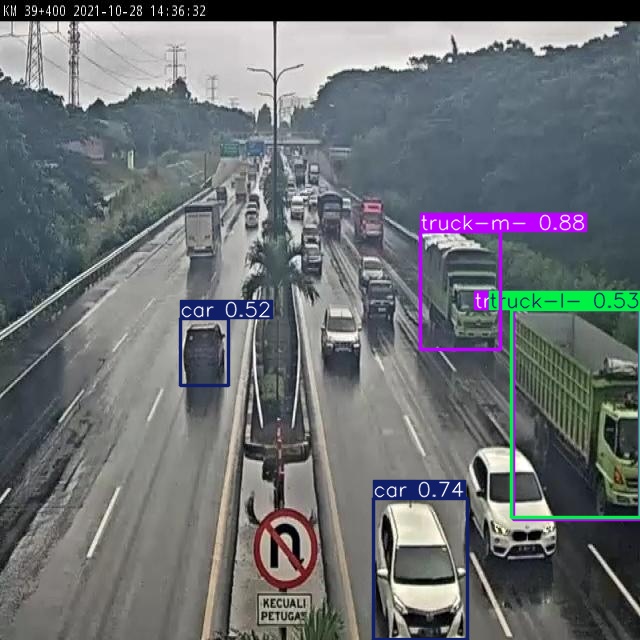 KM 39+400 2021-10-28 14:36:32
truck-m- 0.88
truck-l- 0.53
car 0.52
car 0.74
KECUALI
PETUGAS